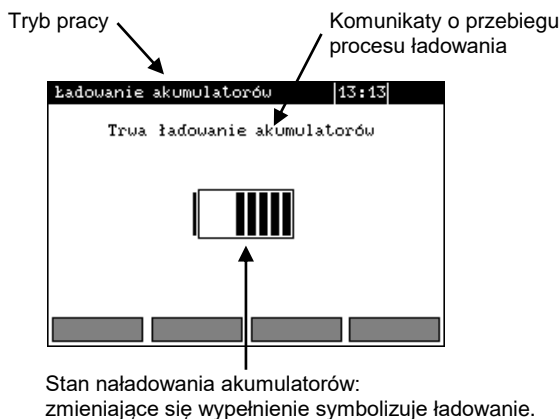 Tryb pracy
Komunikaty o przebiegu
procesu ładowania
Ładowanie akumulatorów 13:13
Trwa ładowanie akumulatorów
Stan naładowania akumulatorów:
zmieniające się wypełnienie symbolizuje ładowanie.